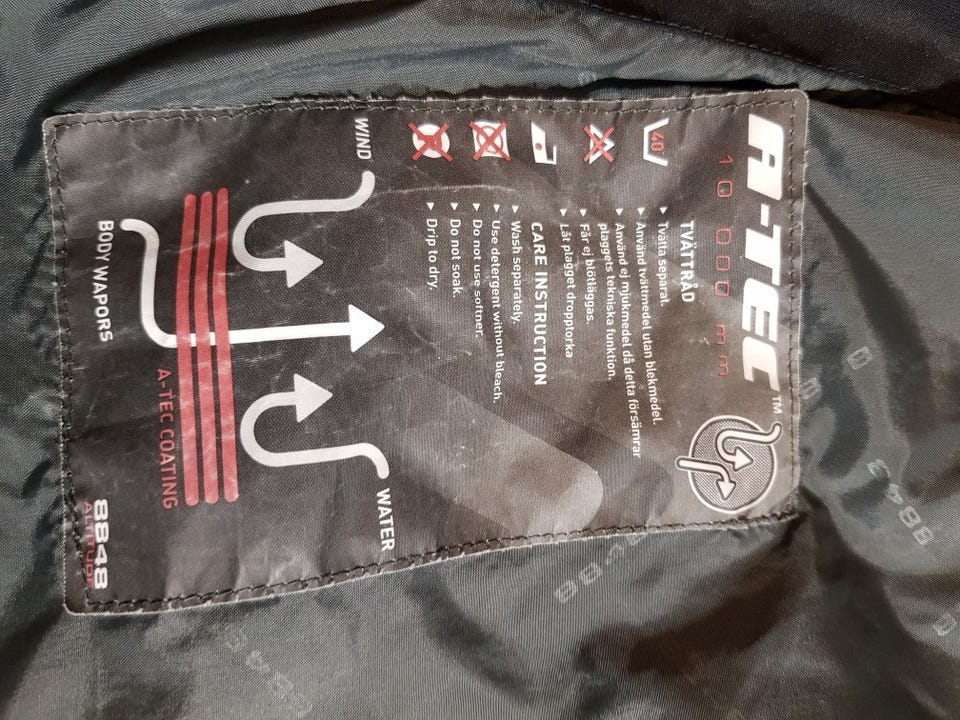 A-TEC™
10 000 mm
40°
TVÄTTRÅD
▸ Tvätta separat.
▸ Använd tvättmedel utan blekmedel.
▸ Använd ej mjukmedel då detta försämrar
plaggets tekniska funktion.
▸ Får ej blötläggas.
▸ Låt plagget dropptorka
CARE INSTRUCTION
▸ Wash separately.
▸ Use detergent without bleach.
▸ Do not use softner.
▸ Do not soak.
▸ Drip to dry.
WIND
WATER
BODY WAPORS
A-TEC COATING
8848
ALTITUDE